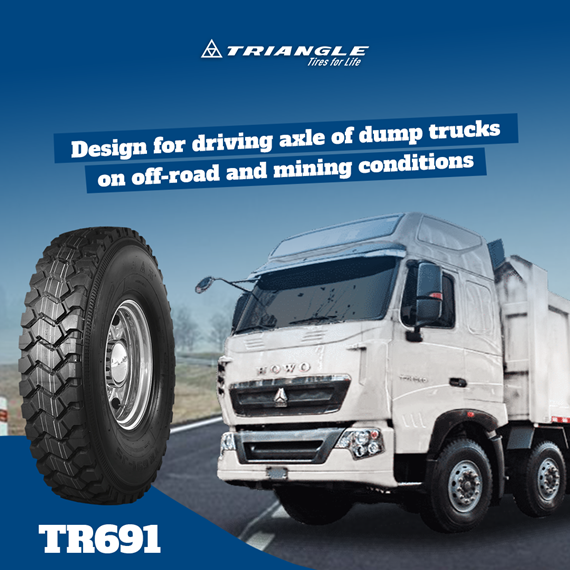 TRIANGLE
Tires for Life
Design for driving axle of dump trucks
on off-road and mining conditions
HOWO
TR691